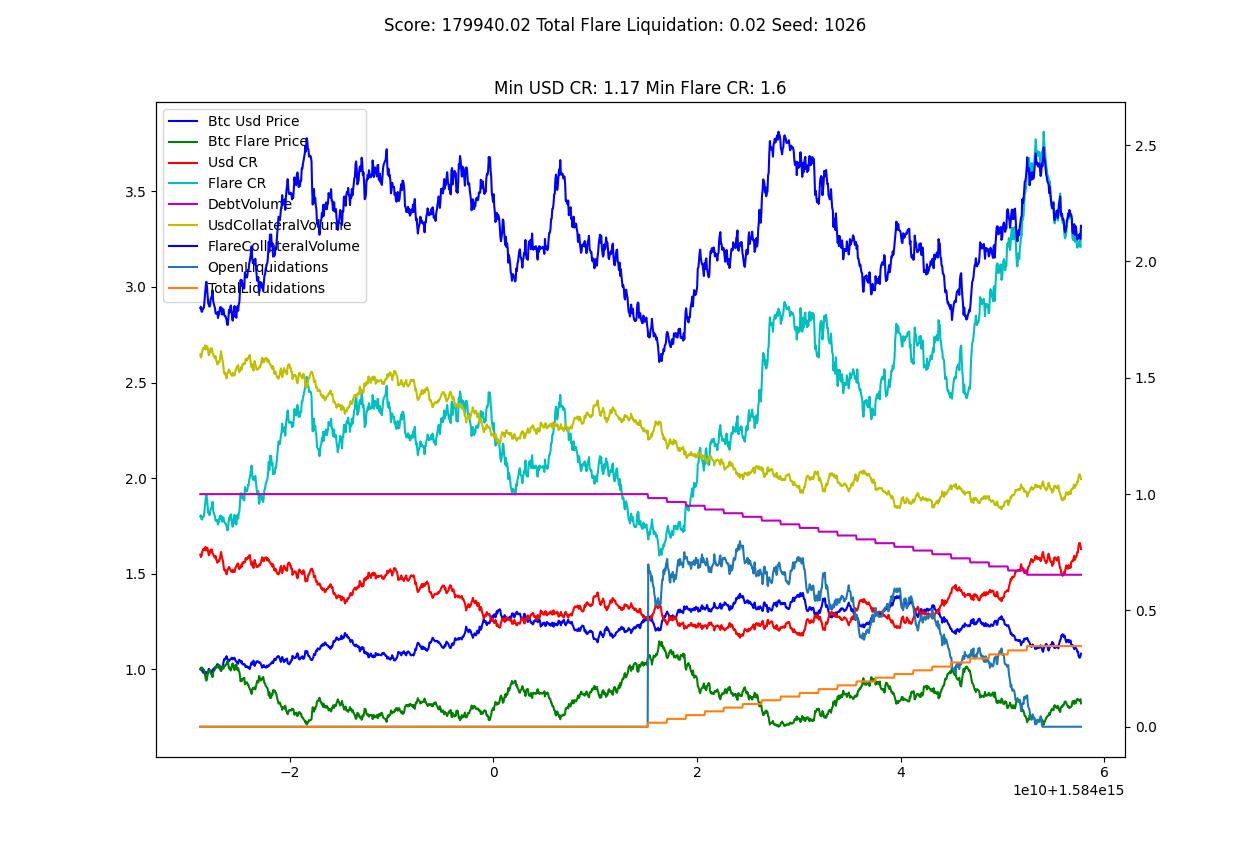 Score: 179940.02 Total Flare Liquidation: 0.02 Seed: 1026
Min USD CR: 1.17 Min Flare CR: 1.6
Btc Usd Price
Btc Flare Price
Usd CR
Flare CR
DebtVolume
UsdCollateralVolume
FlareCollateralVolume
OpenLiquidations
TotalLiquidations
3.5
3.0
2.5
2.0
1.5
1.0
2.5
2.0
1.5
1.0
0.5
0.0
−2 0 2 4 6
1e10+1.584e15